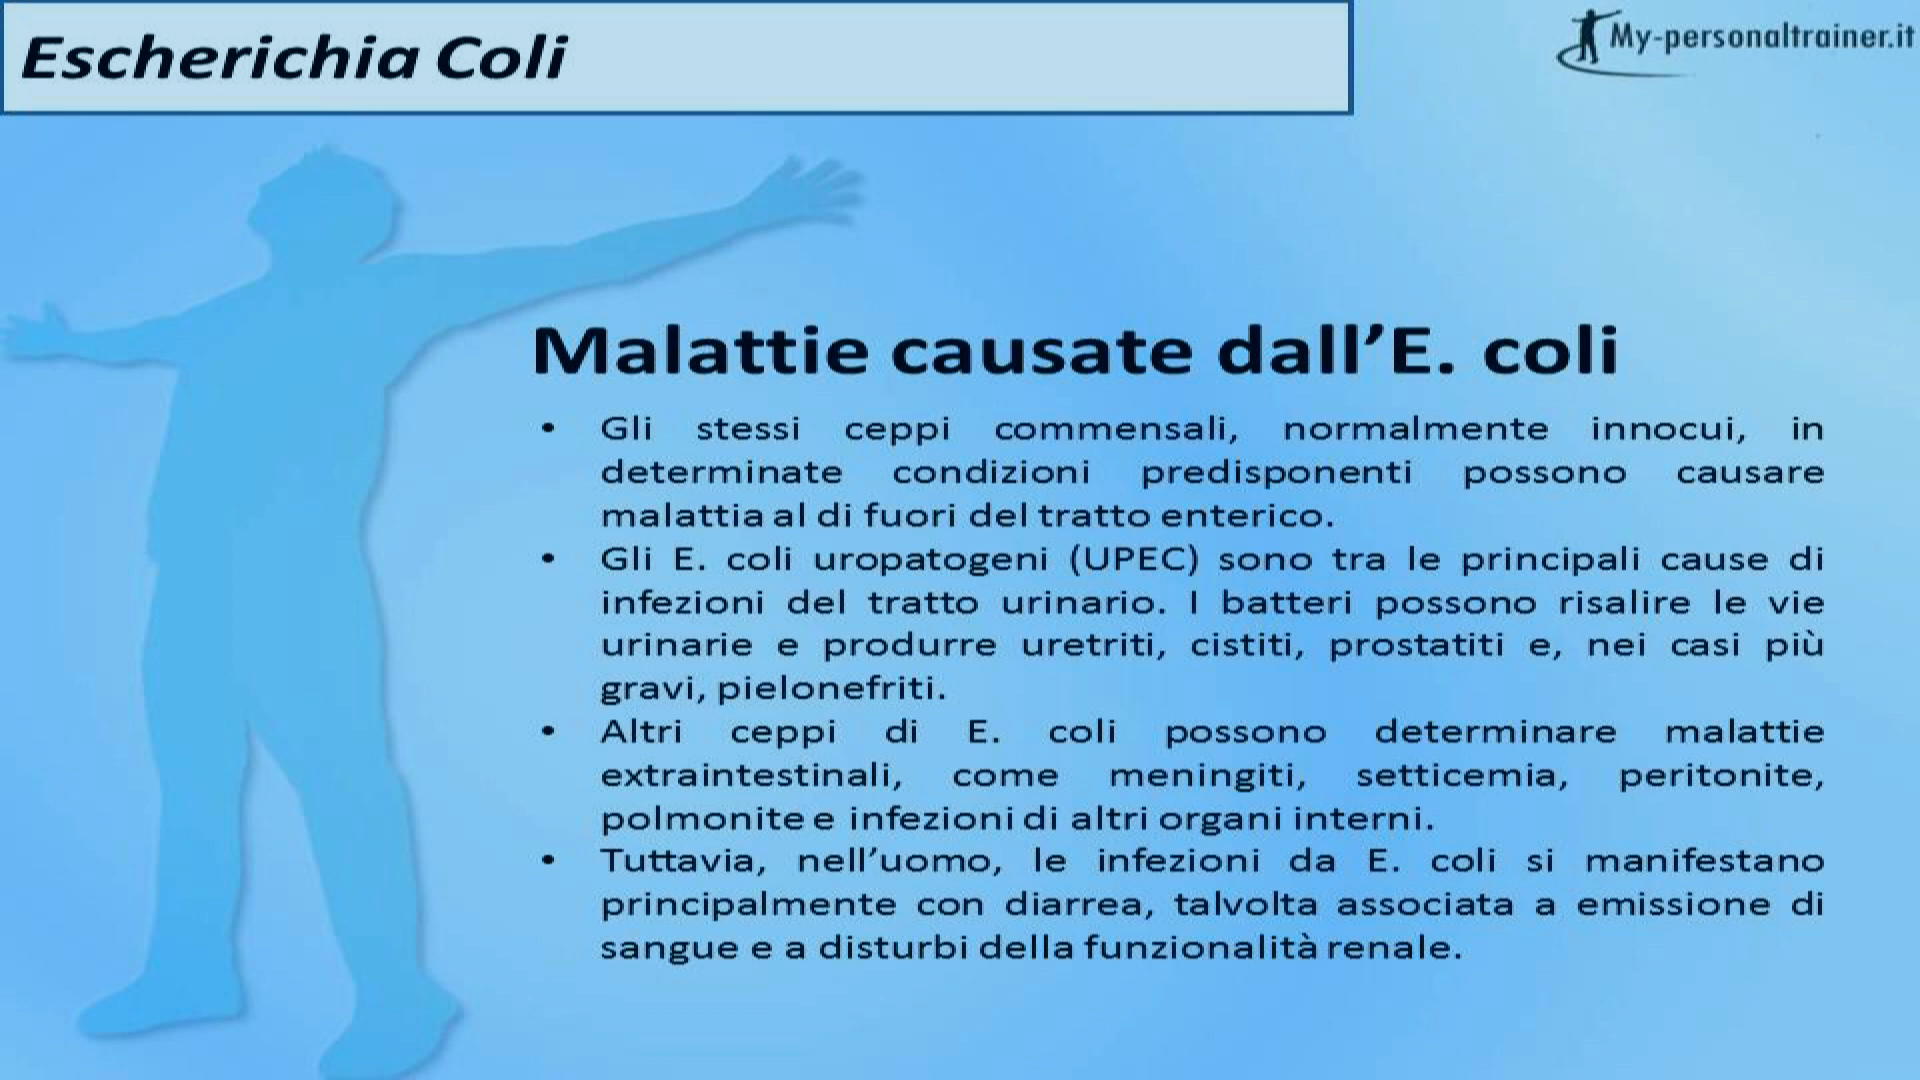 Escherichia Coli
My-personaltrainer.it
Malattie causate dall’E. coli
• Gli stessi ceppi commensali, normalmente innocui, in
determinate condizioni predisponenti possono causare
malattia al di fuori del tratto enterico.
• Gli E. coli uropatogeni (UPEC) sono tra le principali cause di
infezioni del tratto urinario. I batteri possono risalire le vie
urinarie e produrre uretriti, cistiti, prostatiti e, nei casi più
gravi, pielonefriti.
• Altri ceppi di E. coli possono determinare malattie
extraintestinali, come meningiti, setticemia, peritonite,
polmonite e infezioni di altri organi interni.
• Tuttavia, nell’uomo, le infezioni da E. coli si manifestano
principalmente con diarrea, talvolta associata a emissione di
sangue e a disturbi della funzionalità renale.